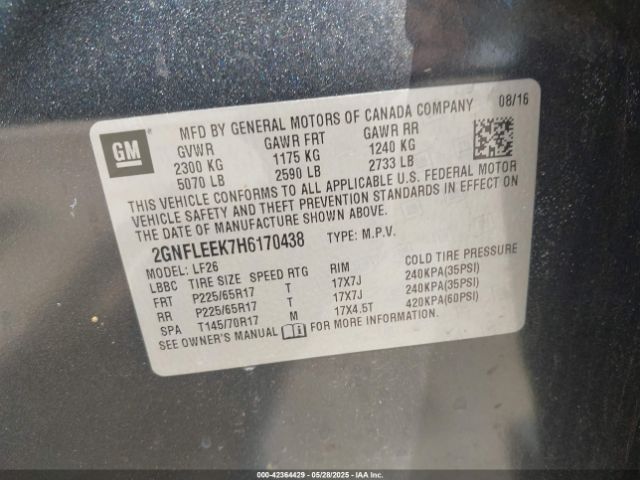 GM
MFD BY GENERAL MOTORS OF CANADA COMPANY 08/16
GVWR GAWR FRT GAWR RR
2300 KG 1175 KG 1240 KG
5070 LB 2590 LB 2733 LB
THIS VEHICLE CONFORMS TO ALL APPLICABLE U.S. FEDERAL MOTOR
VEHICLE SAFETY AND THEFT PREVENTION STANDARDS IN EFFECT ON
THE DATE OF MANUFACTURE SHOWN ABOVE.
2GNFLEEK7H6170438 TYPE: M.P.V.
MODEL: LF26
LBBC TIRE SIZE SPEED RTG RIM COLD TIRE PRESSURE
FRT P225/65R17 T 17X7J 240KPA(35PSI)
RR P225/65R17 T 17X7J 240KPA(35PSI)
SPA T145/70R17 M 17X4.5T 420KPA(60PSI)
SEE OWNER'S MANUAL FOR MORE INFORMATION.
000-42364429 - 05/28/2025 - IAAI, Inc.